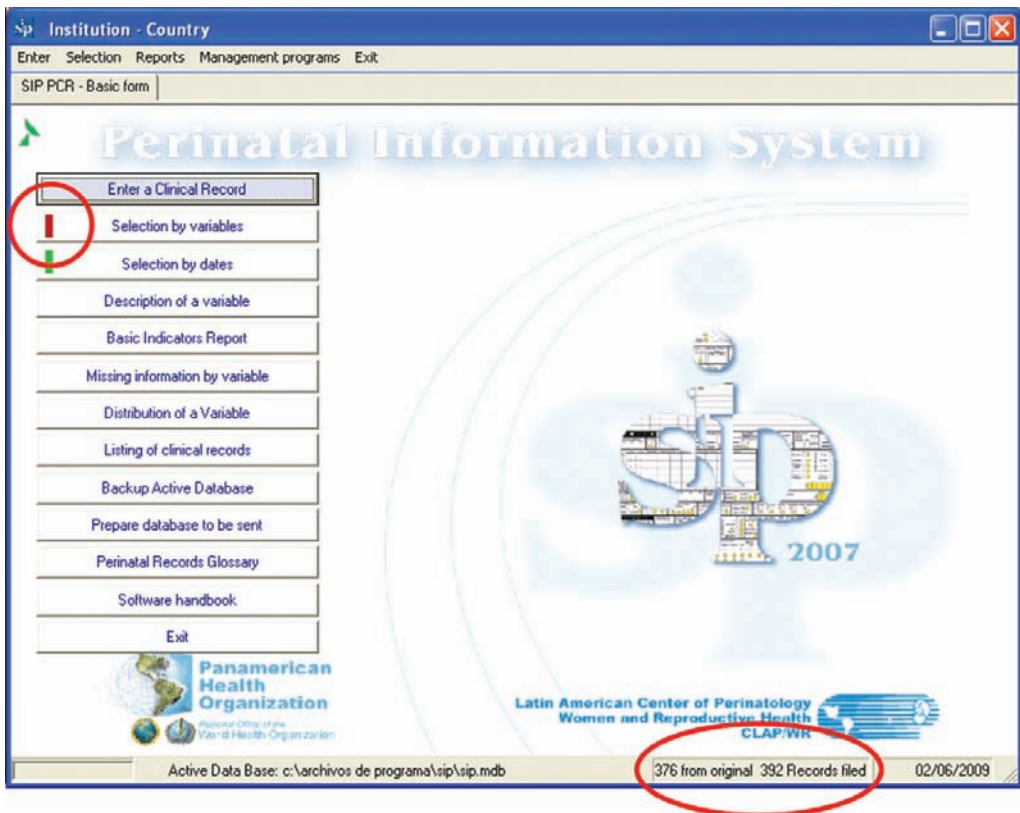 sip Institution - Country
Enter Selection Reports Management programs Exit
SIP PCR - Basic form
Perinatal Information System
Enter a Clinical Record
Selection by variables
Selection by dates
Description of a variable
Basic Indicators Report
Missing information by variable
Distribution of a Variable
Listing of clinical records
Backup Active Database
Prepare database to be sent
Perinatal Records Glossary
Software handbook
Exit
sip
2007
Panamerican
Health
Organization
Regional Office of the
World Health Organization
Latin American Center of Perinatology
Women and Reproductive Health
CLAP/WR
Active Data Base: c:\archivos de programa\sip\sip.mdb
376 from original 392 Records filed
02/06/2009